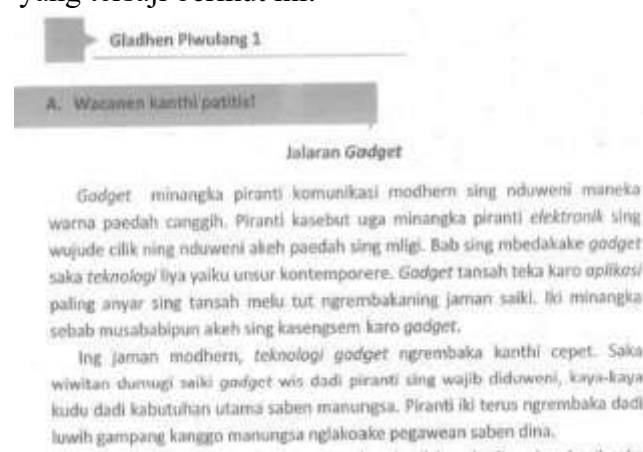 yang tersaji berikut ini:
Gladhen Piwulang 1
A. Wacanen kanthi patitis!
Jalaran Gadget
Gadget minangka piranti komunikasi modhern sing nduweni maneka
warna paedah canggih. Piranti kasebut uga minangka piranti elektronik sing
wujude cilik ning nduweni akeh paedah sing mligi. Bab sing mbedakake gadget
saka teknologi liya yaiku unsur kontemporere. Gadget tansah teka karo aplikasi
paling anyar sing tansah melu tut ngrembakaning jaman saiki. Iki minangka
sebab musababipun akeh sing kasengsem karo gadget.
Ing jaman modhern, teknologi gadget ngrembaka kanthi cepet. Saka
wiwitan dumugi saiki gadget wis dadi piranti sing wajib diduweni, kaya-kaya
kudu dadi kabutuhan utama saben manungsa. Piranti iki terus ngrembaka dadi
luwih gampang kanggo manungsa nglakoake pegawean saben dina.